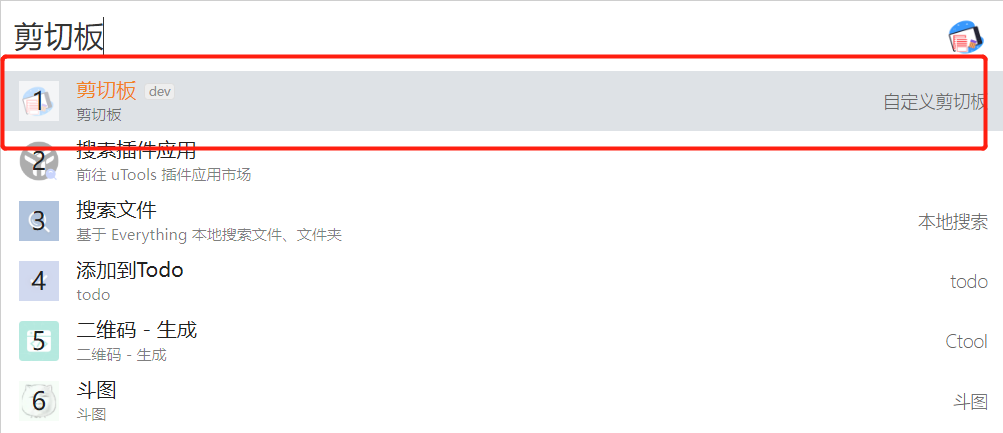 剪切板
1 剪切板 dev
剪切板
自定义剪切板
2 搜索插件应用
前往 uTools 插件应用市场
3 搜索文件
基于 Everything 本地搜索文件、文件夹
本地搜索
4 添加到Todo
todo
todo
5 二维码 - 生成
二维码 - 生成
Ctool
6 斗图
斗图
斗图